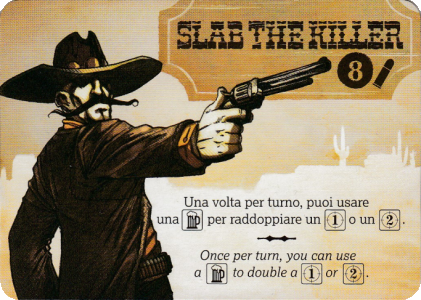 SLAB THE KILLER
8
Una volta per turno, puoi usare
una per raddoppiare un 1 o un 2.
Once per turn, you can use
a to double a 1 or 2.